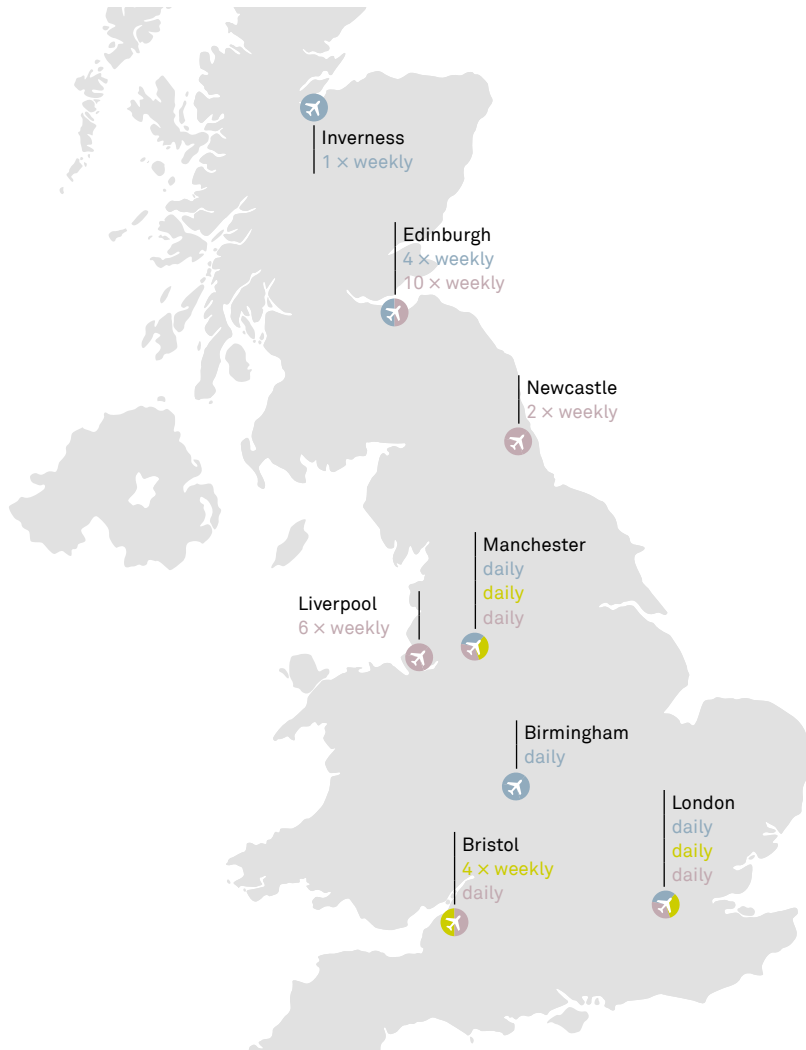 Inverness
1 × weekly
Edinburgh
4 × weekly
10 × weekly
Newcastle
2 × weekly
Manchester
daily
daily
daily
Liverpool
6 × weekly
Birmingham
daily
London
daily
daily
daily
Bristol
4 × weekly
daily